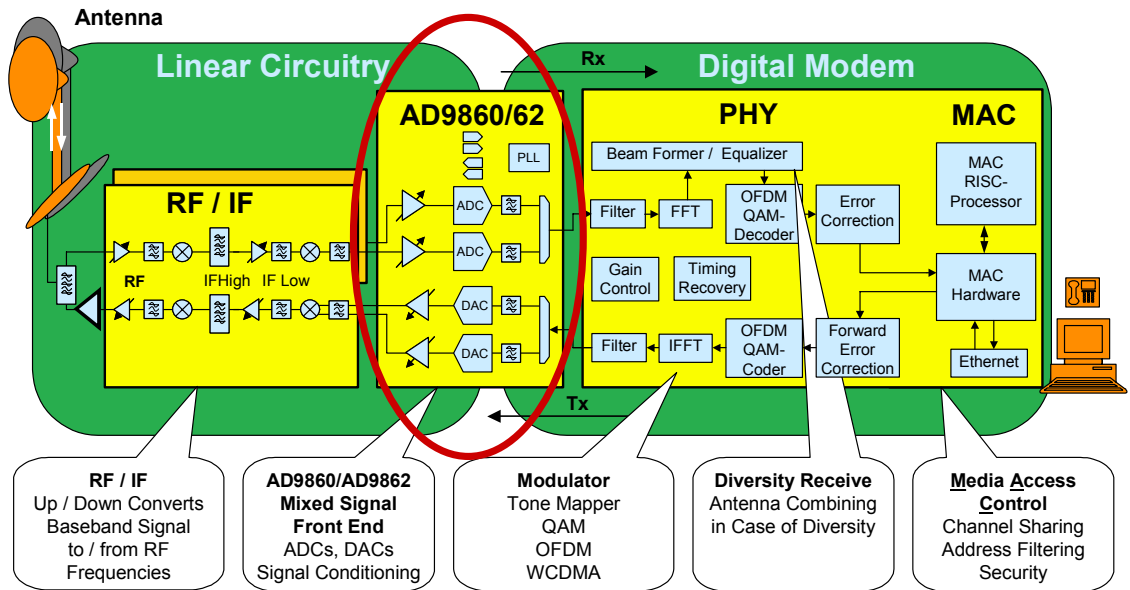 Antenna
Linear Circuitry
Rx
Digital Modem
AD9860/62
PLL
ADC
ADC
DAC
DAC
RF / IF
RF
IFHigh
IF Low
PHY
MAC
Beam Former / Equalizer
Filter
FFT
OFDM
QAM-
Decoder
Error
Correction
MAC
RISC-
Processor
Gain
Control
Timing
Recovery
MAC
Hardware
Filter
IFFT
OFDM
QAM-
Coder
Forward
Error
Correction
Ethernet
Tx
RF / IF
Up / Down Converts
Baseband Signal
to / from RF
Frequencies
AD9860/AD9862
Mixed Signal
Front End
ADCs, DACs
Signal Conditioning
Modulator
Tone Mapper
QAM
OFDM
WCDMA
Diversity Receive
Antenna Combining
in Case of Diversity
Media Access
Control
Channel Sharing
Address Filtering
Security